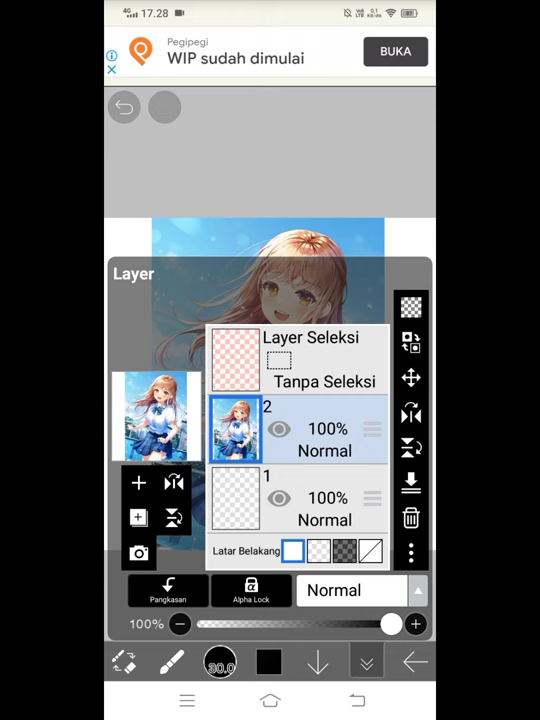 17.28
Pegipegi
WIP sudah dimulai
BUKA
Layer
Layer Seleksi
Tanpa Seleksi
2
100%
Normal
1
100%
Normal
Latar Belakang
Pangkasan
α
Alpha Lock
Normal
100%
30.0